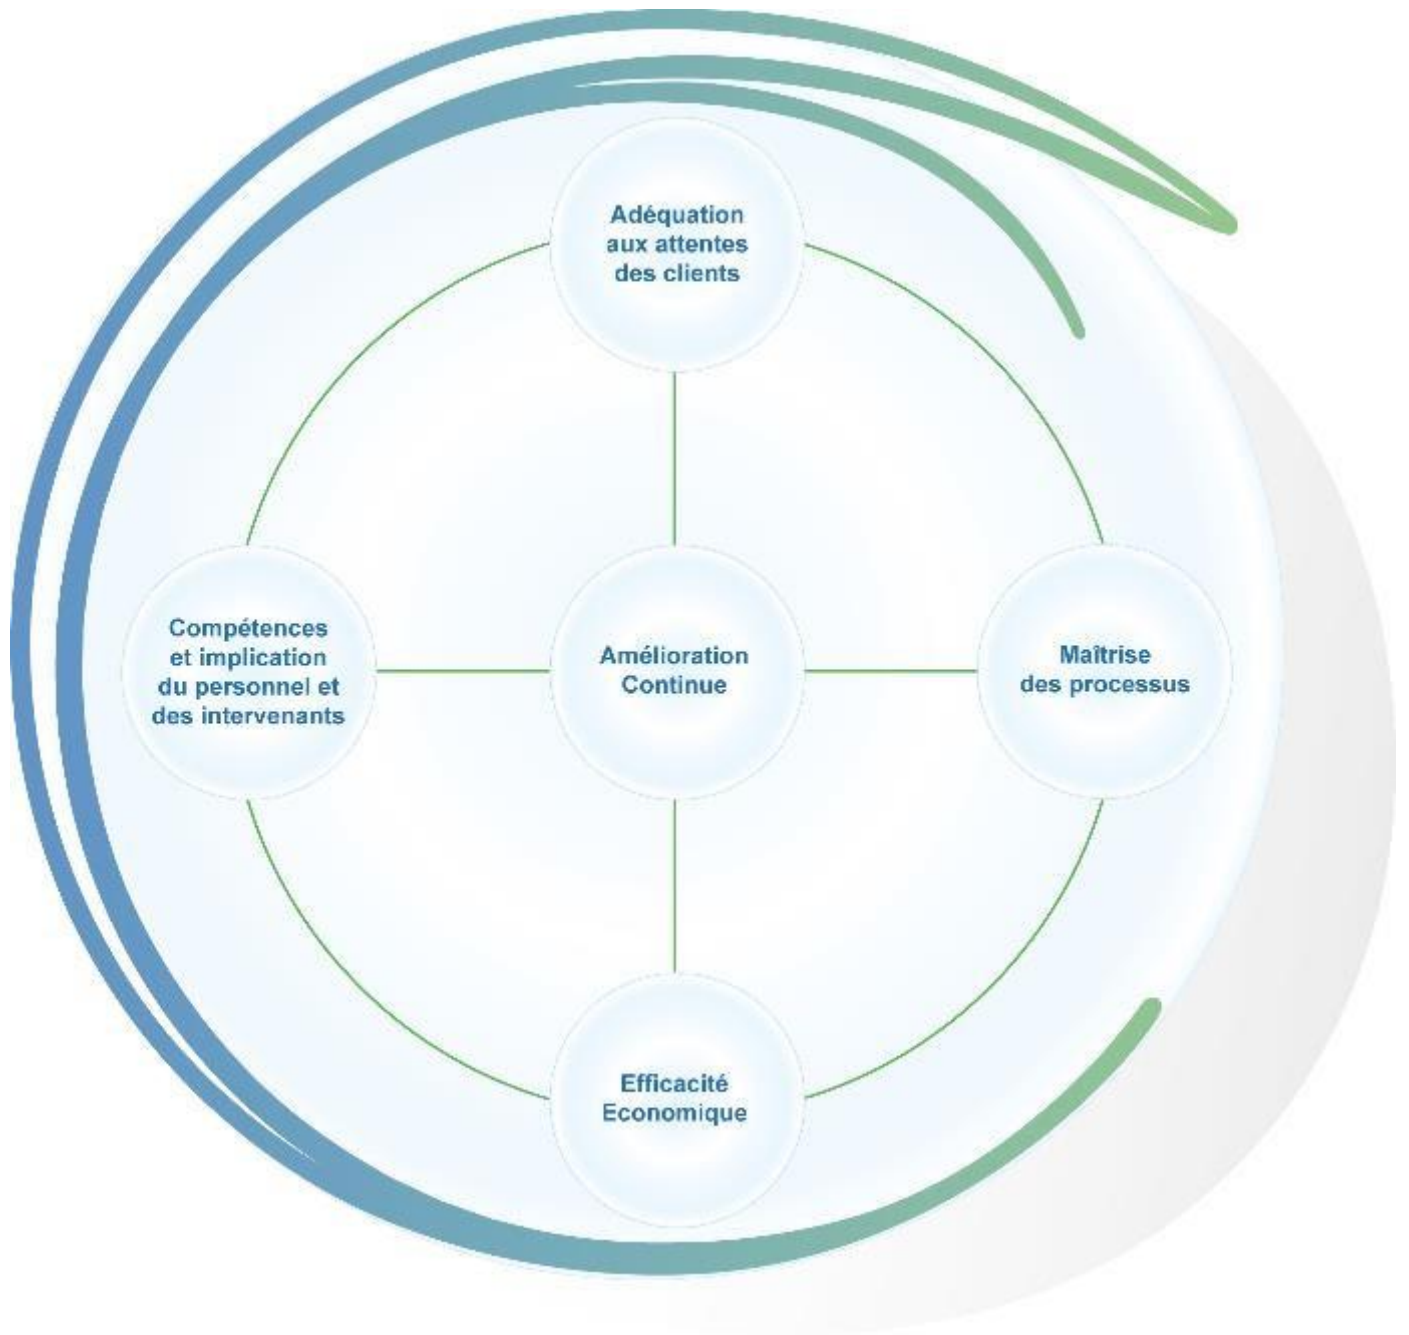 Adéquation
aux attentes
des clients
Compétences
et implication
du personnel et
des intervenants
Amélioration
Continue
Maîtrise
des processus
Efficacité
Economique